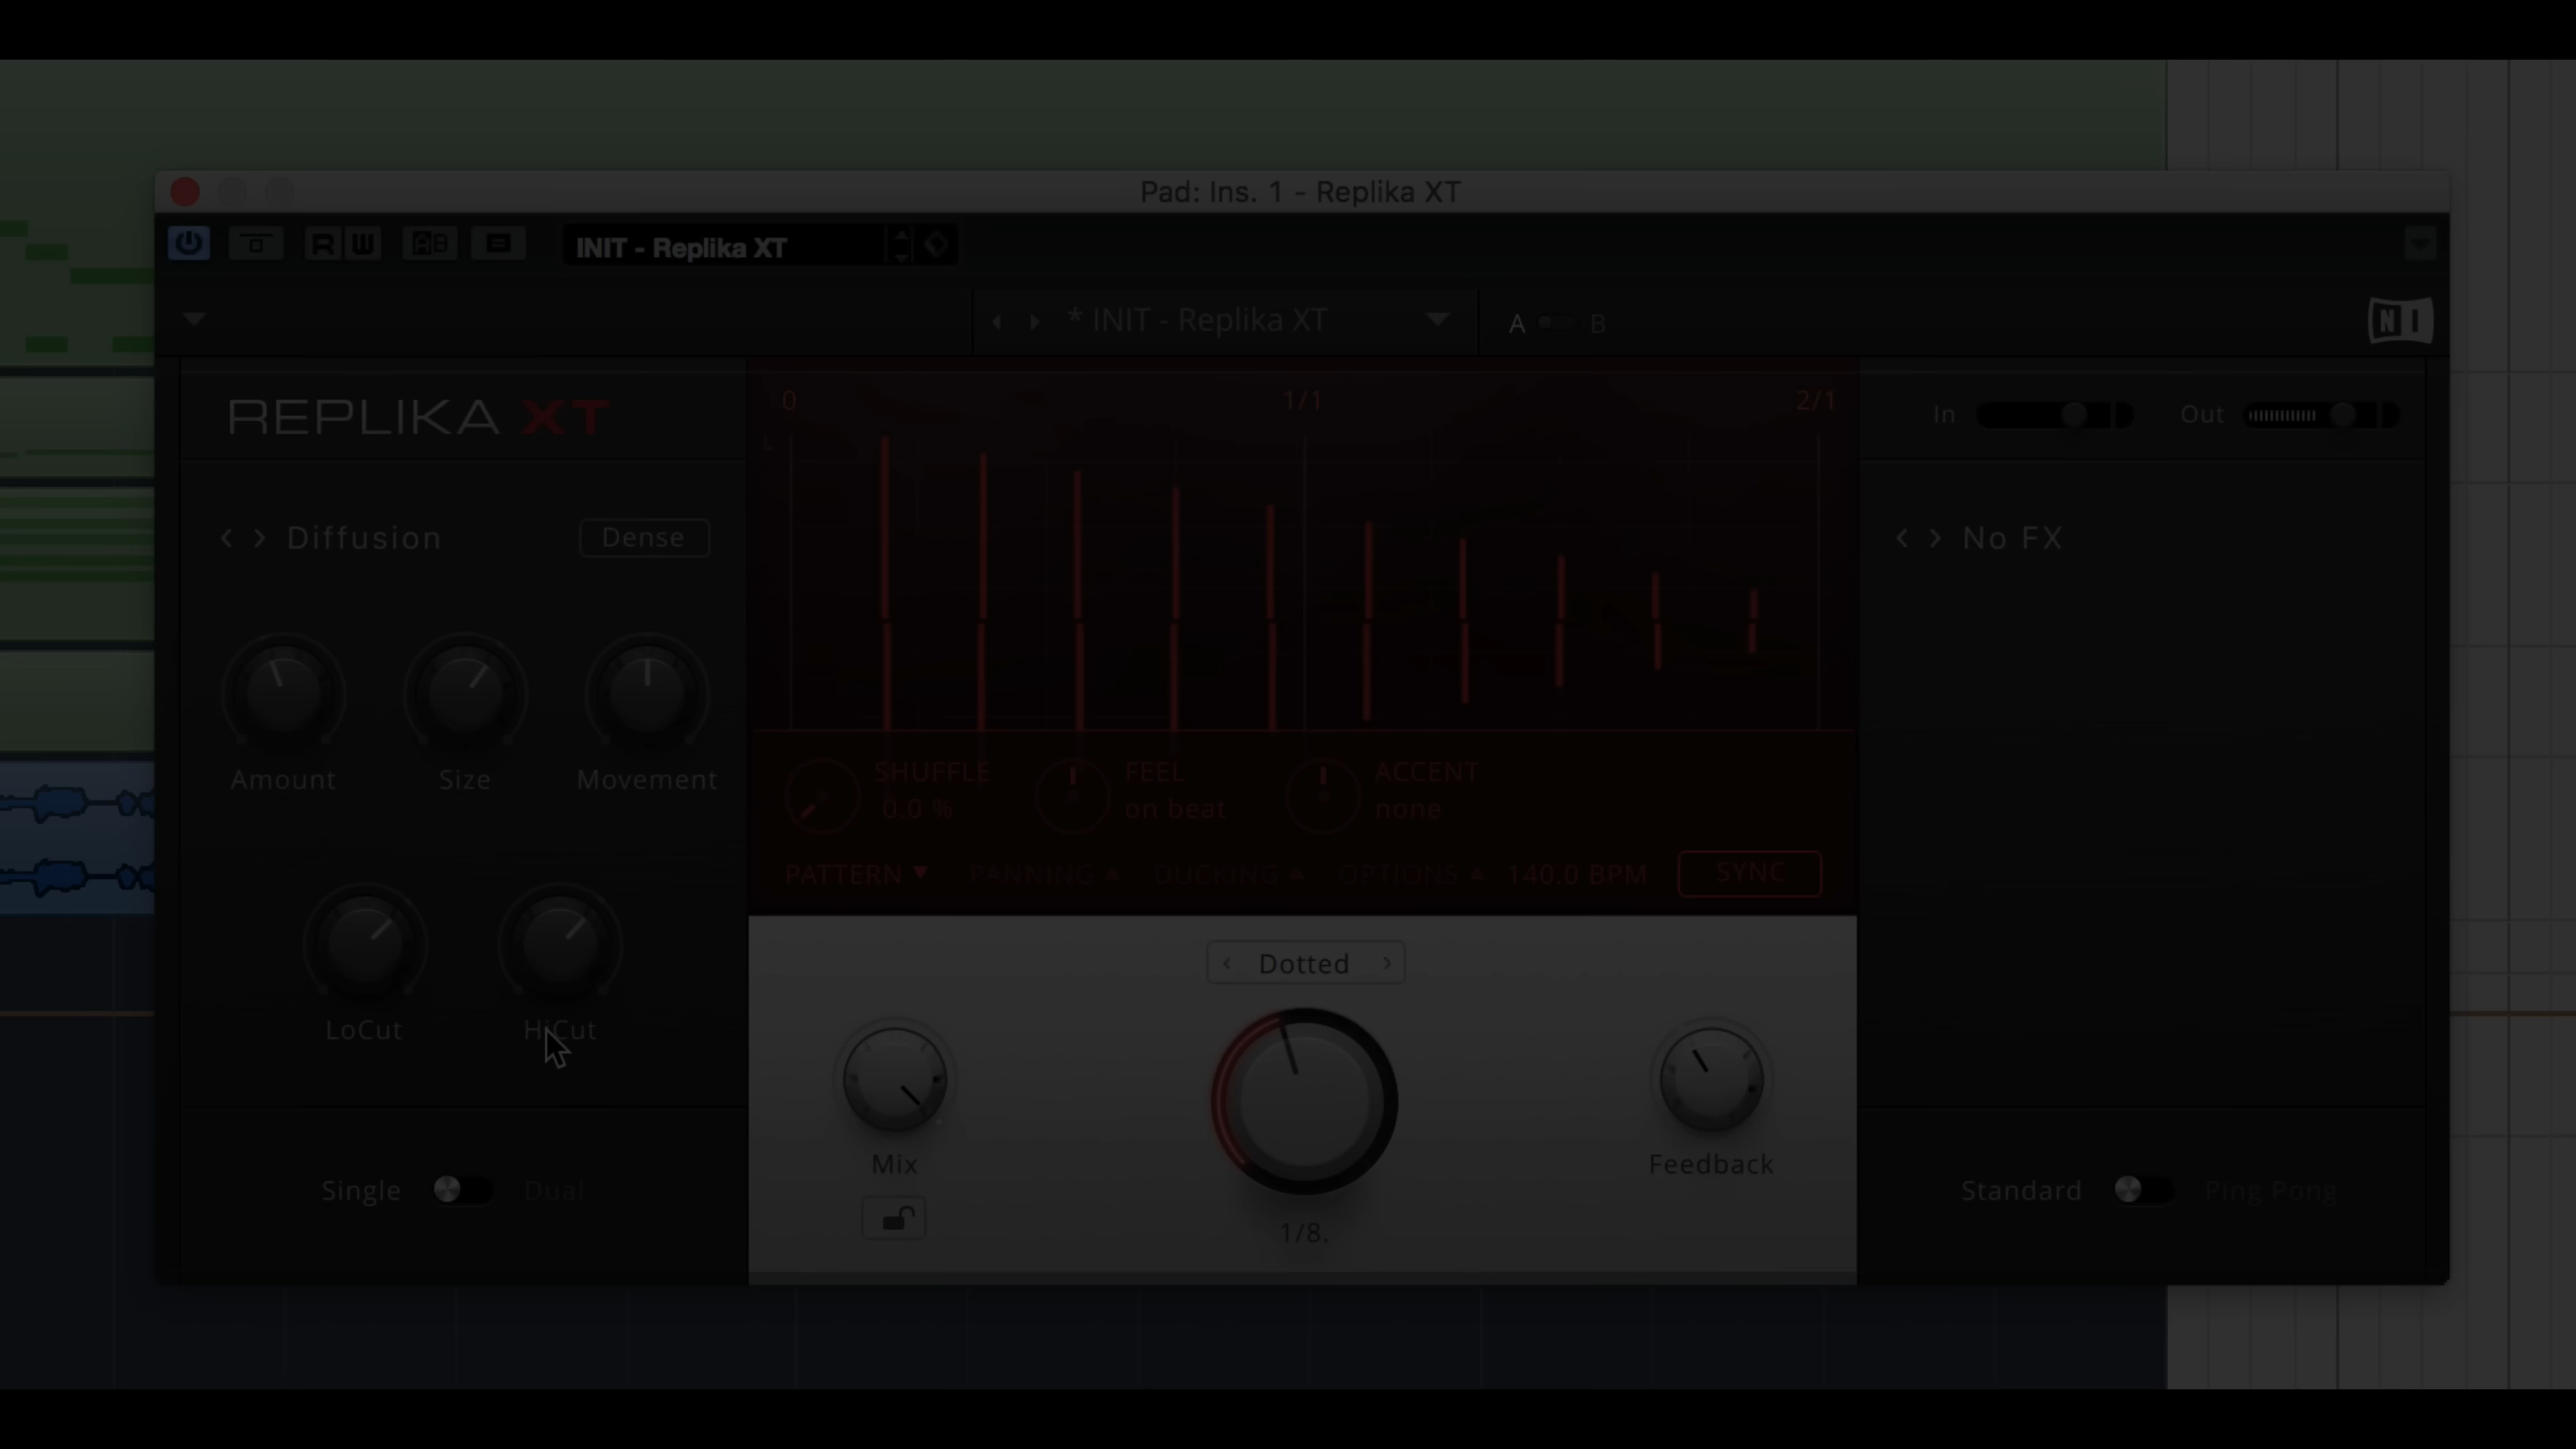 Pad: Ins. 1 - Replika XT
R W
AB
INIT - Replika XT
* INIT - Replika XT
A B
NI
REPLIKA XT
0 1/1 2/1
L
In Out
Diffusion
Dense
No FX
Amount Size Movement
SHUFFLE
0.0 %
FEEL
on beat
ACCENT
none
PATTERN PANNING DUCKING OPTIONS 140.0 BPM SYNC
Dotted
LoCut HiCut
Mix
Feedback
1/8.
Single Dual
Standard Ping Pong